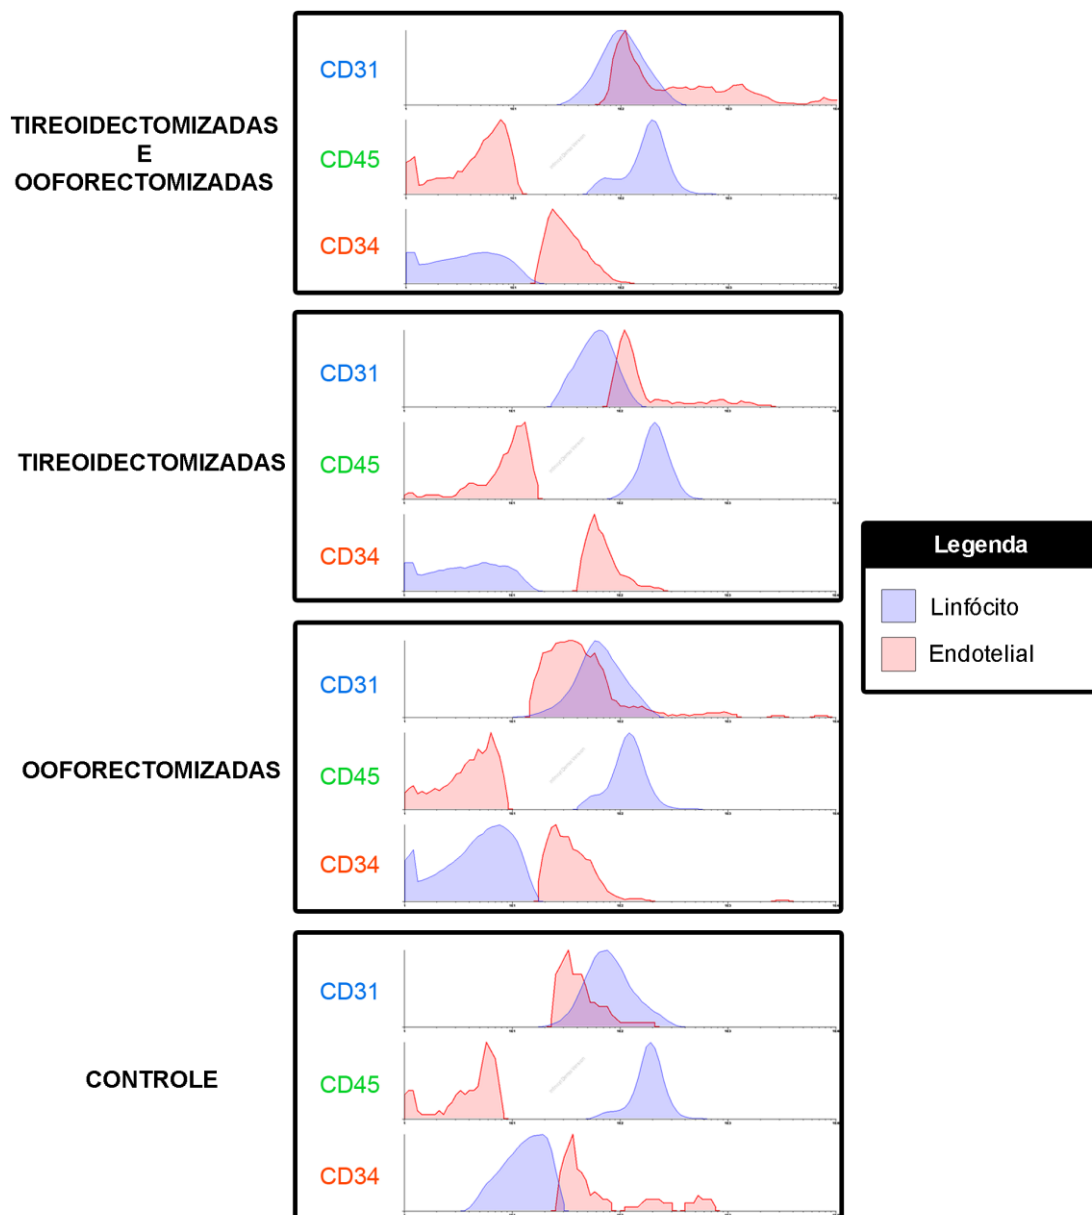 TIREOIDECTOMIZADAS
E
OOFORECTOMIZADAS
CD31
CD45
CD34
TIREOIDECTOMIZADAS
CD31
CD45
CD34
OOFORECTOMIZADAS
CD31
CD45
CD34
CONTROLE
CD31
CD45
CD34
Legenda
Linfócito
Endotelial